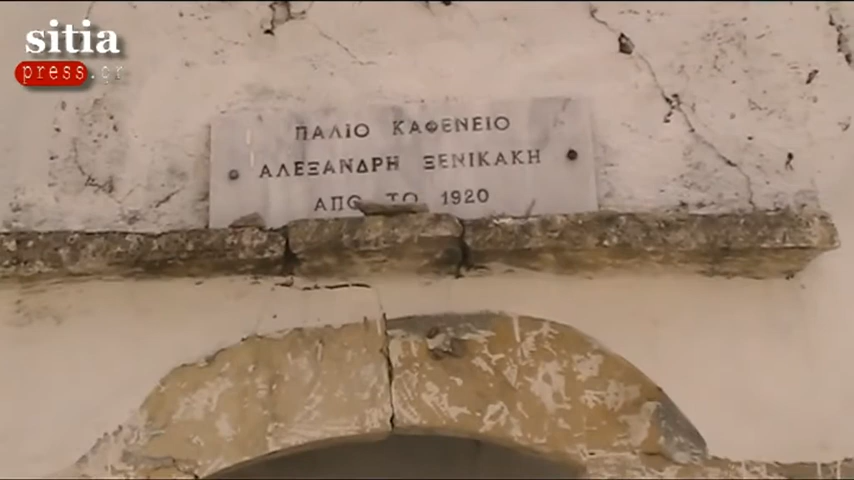 sitia
press.gr
ΠΑΛΙΟ ΚΑΦΕΝΕΙΟ
ΑΛΕΞΑΝΔΡΗ ΞΕΝΙΚΑΚΗ
ΑΠΟ ΤΟ 1920